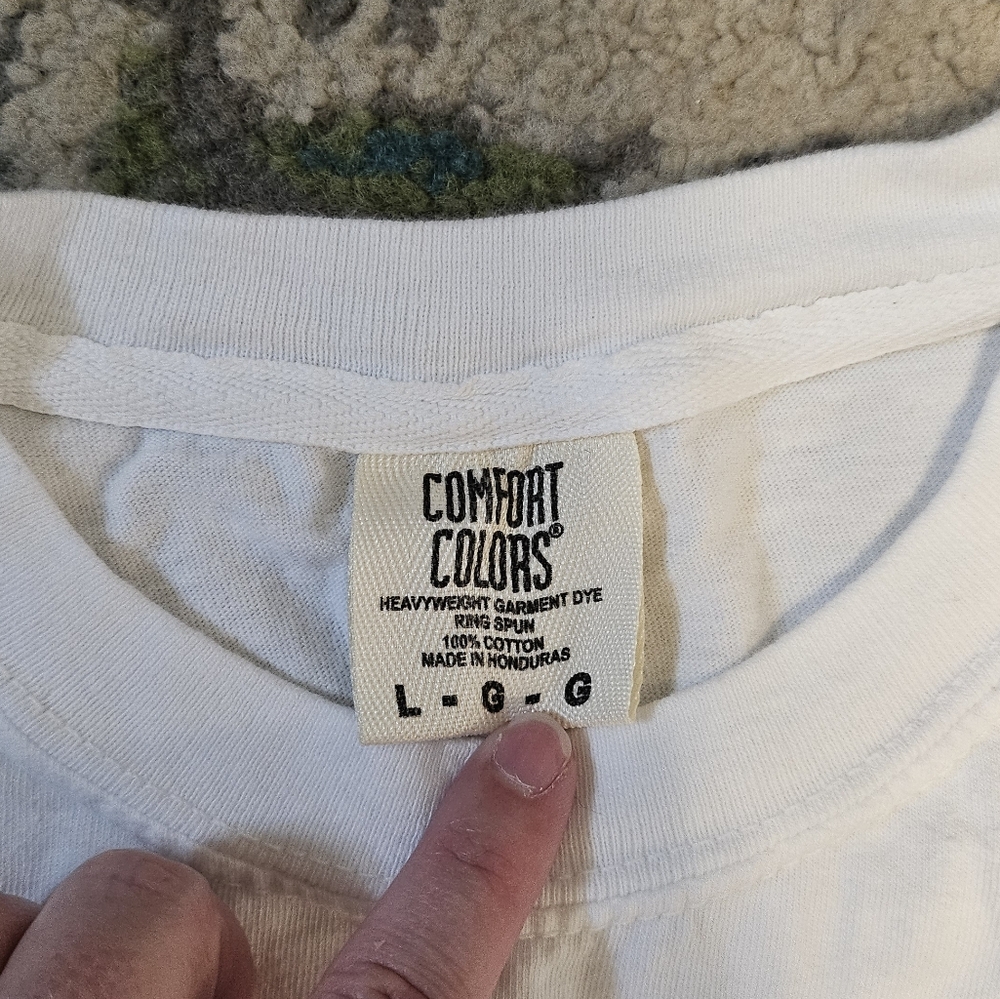 COMFORT
COLORS®
HEAVYWEIGHT GARMENT DYE
RING SPUN
100% COTTON
MADE IN HONDURAS
L - G - G